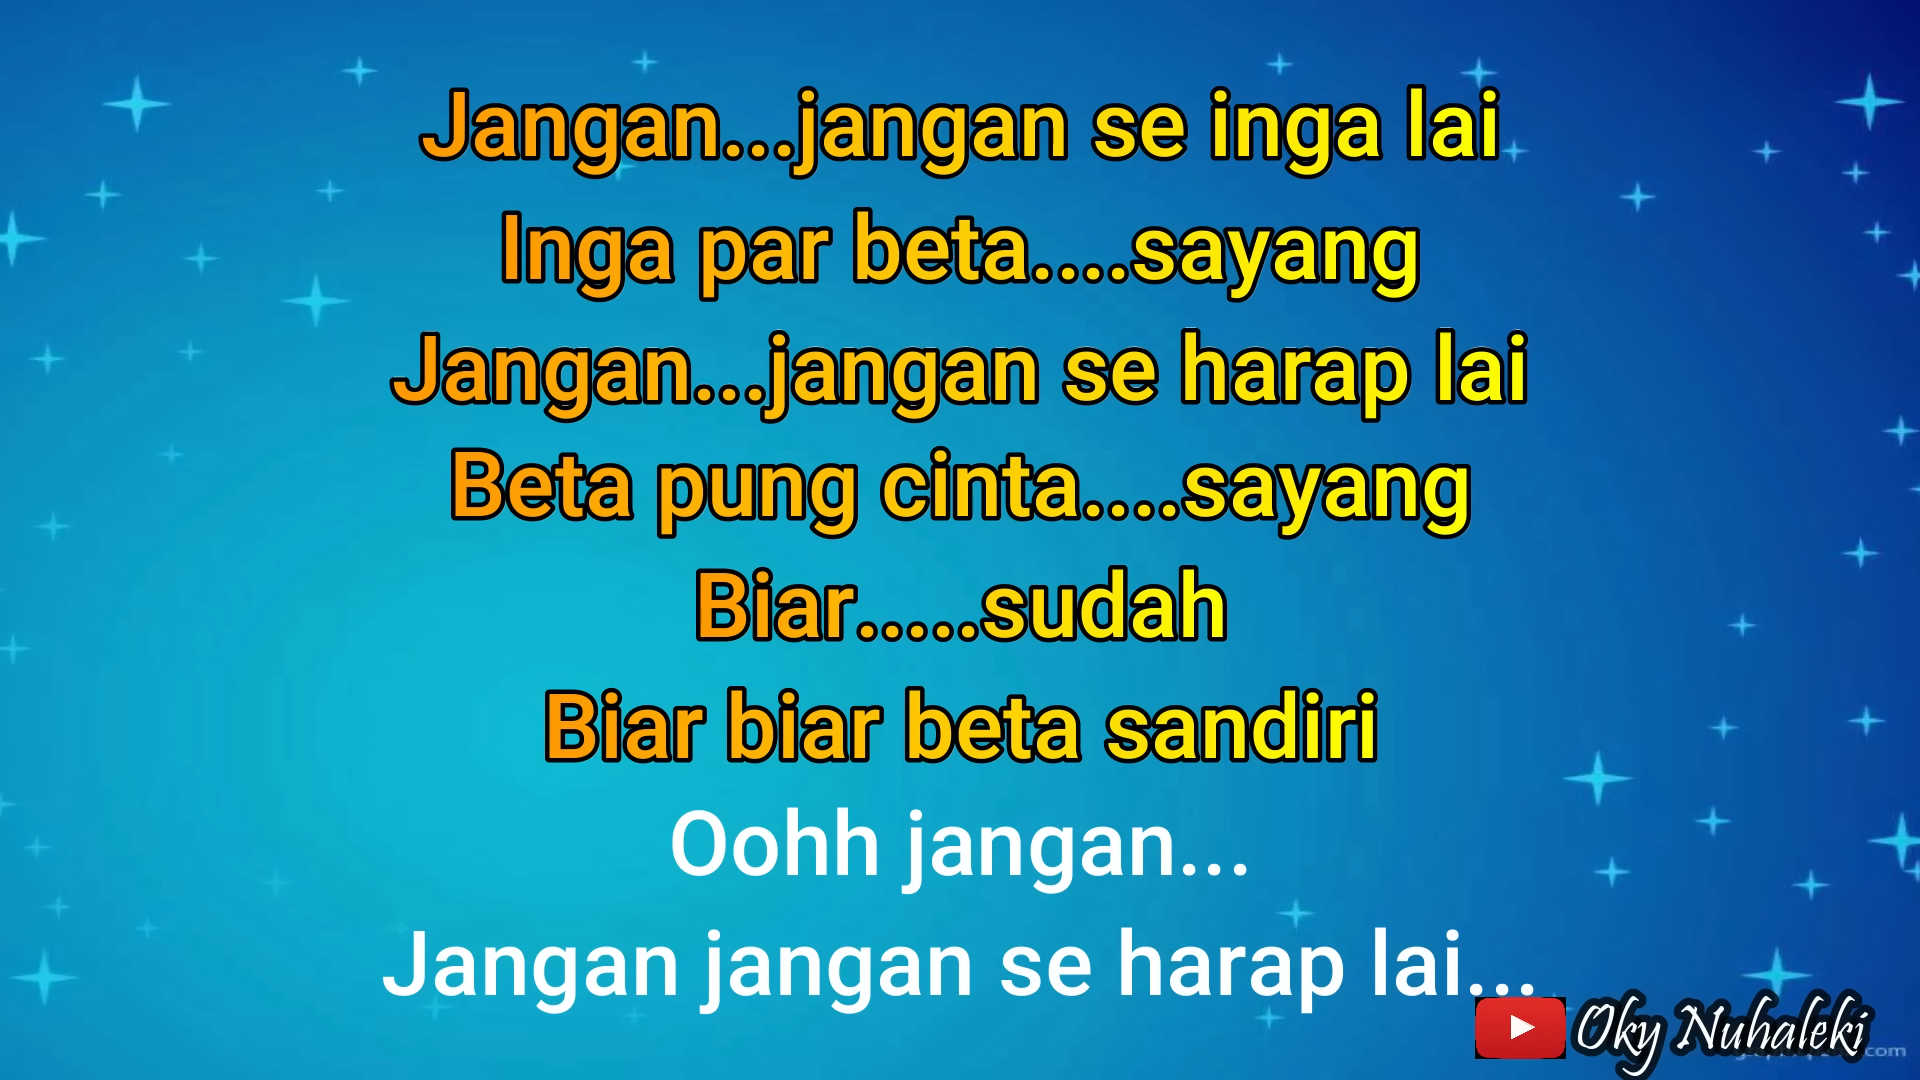 Jangan...jangan se inga lai
Inga par beta....sayang
Jangan...jangan se harap lai
Beta pung cinta....sayang
Biar.....sudah
Biar biar beta sandiri
Oohh jangan...
Jangan jangan se harap lai...
Oky Nuhaleki